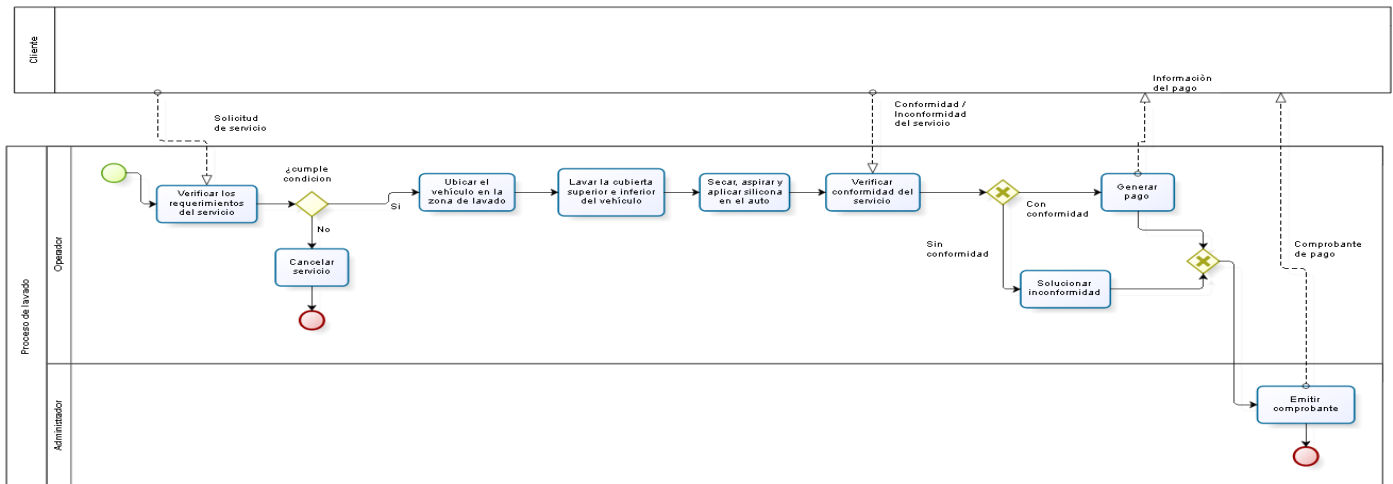 Cliente
Informaciòn
del pago
Solicitud
de servicio
Conformidad /
Inconformidad
del servicio
Proceso de lavado
Operador
¿cumple
condicion
Verificar los
requerimientos
del servicio
Si
No
Cancelar
servicio
Ubicar el
vehículo en la
zona de lavado
Lavar la cubierta
superior e inferior
del vehículo
Secar, aspirar y
aplicar silicona
en el auto
Verificar
conformidad del
servicio
Con
conformidad
Sin
conformidad
Generar
pago
Solucionar
inconformidad
Comprobante
de pago
Administrador
Emitir
comprobante